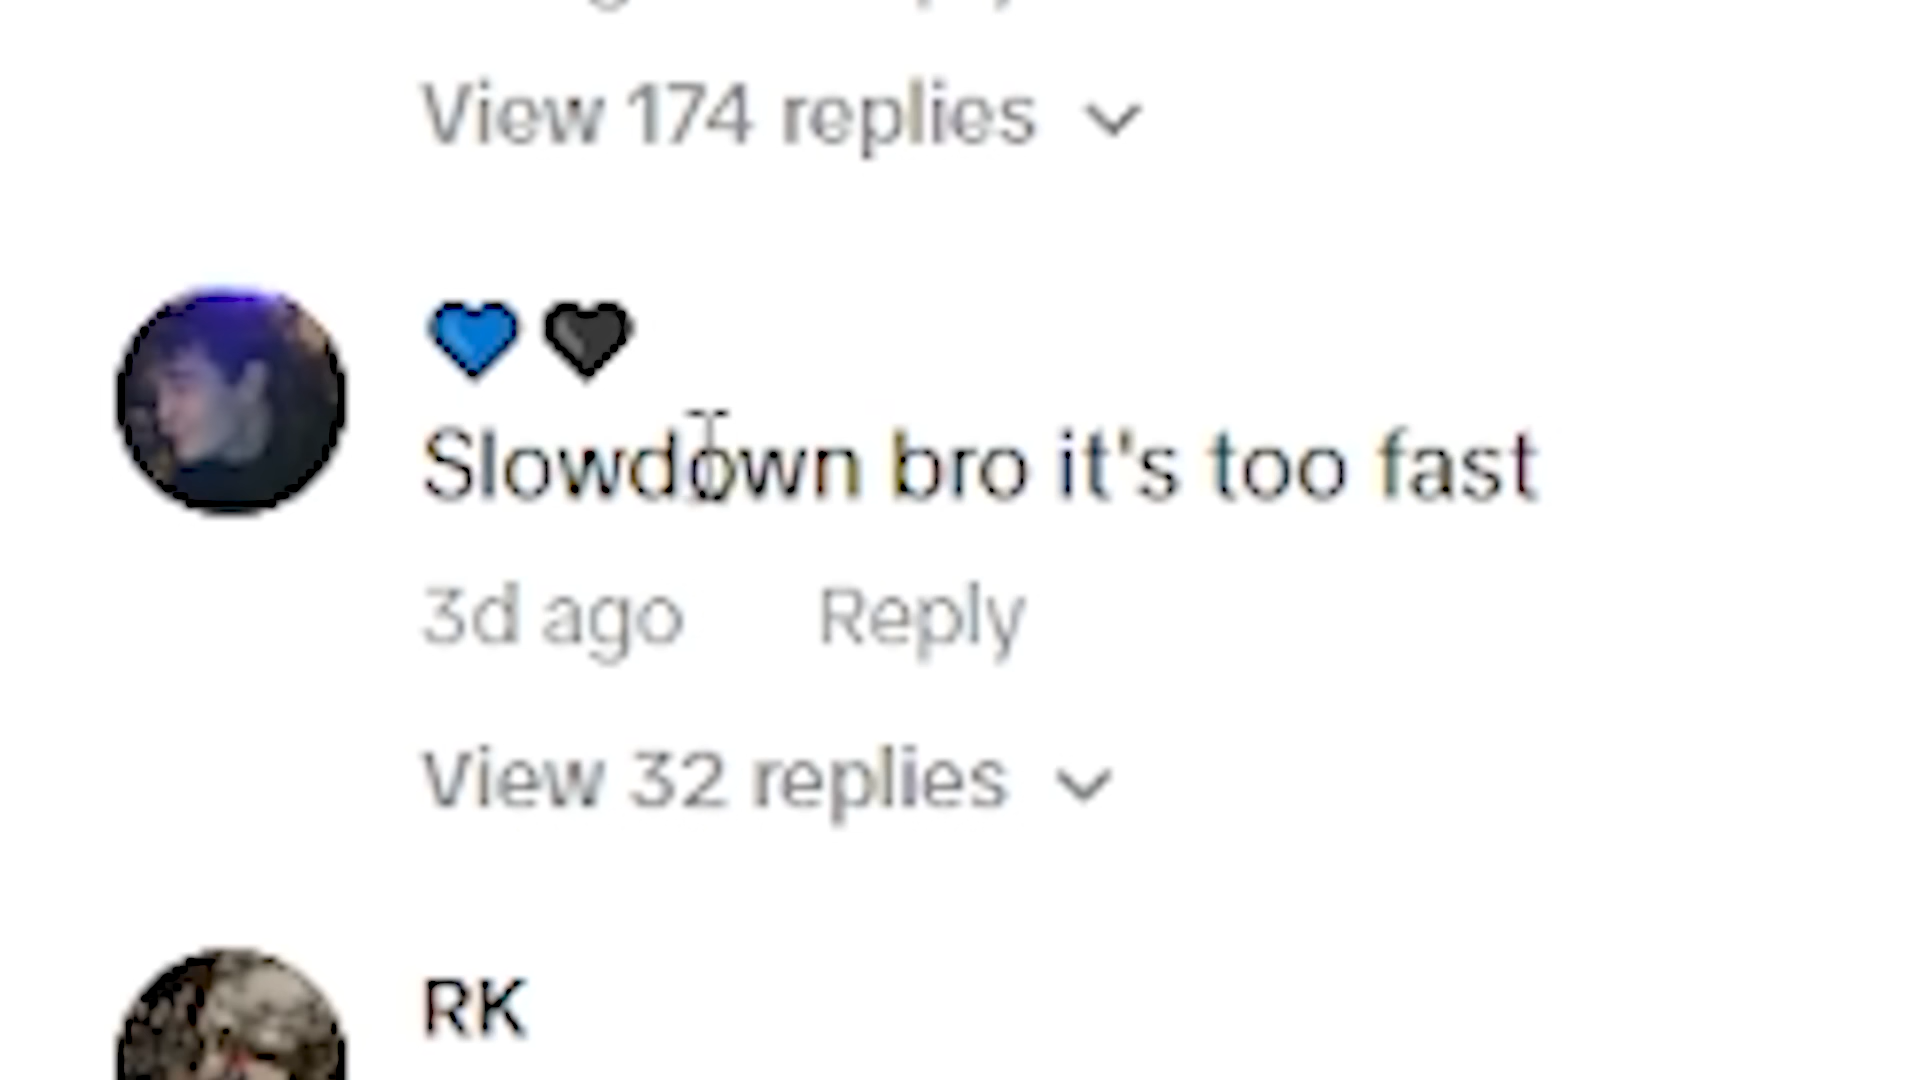 View 174 replies
💙🖤
Slowdown bro it's too fast
3d ago Reply
View 32 replies
RK